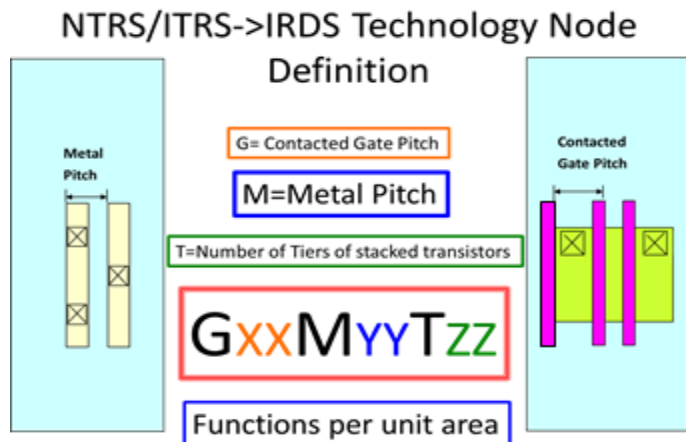 NTRS/ITRS->IRDS Technology Node
Definition
Metal
Pitch
G= Contacted Gate Pitch
M=Metal Pitch
T=Number of Tiers of stacked transistors
GXXMYYTZZ
Functions per unit area
Contacted
Gate Pitch